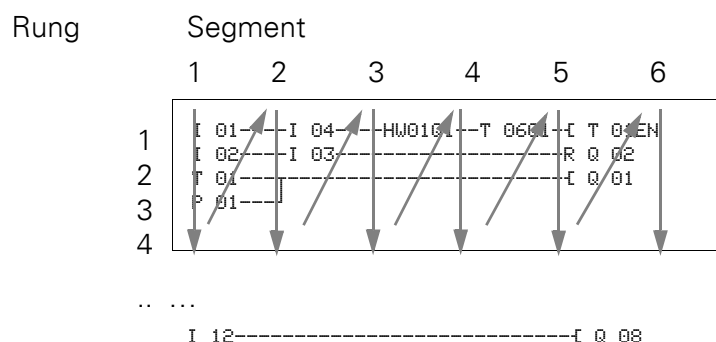 Rung Segment
1 2 3 4 5 6
1 I 01----I 04----HW0101--T 0601-[ T 01EN
2 I 02----I 03-------------------R Q 02
3 T 01---------------------------[ Q 01
4 P 01---
.. ...
I 12----------------------------[ Q 08